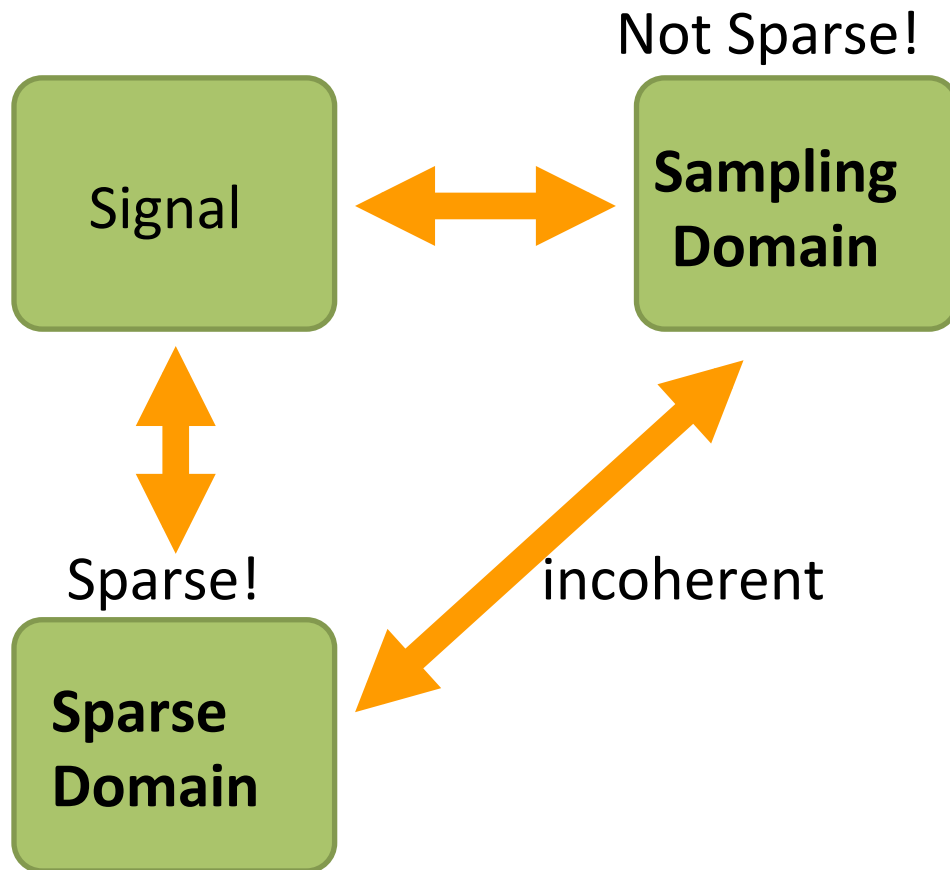 Not Sparse!
Signal
Sampling
Domain
Sparse!
incoherent
Sparse
Domain